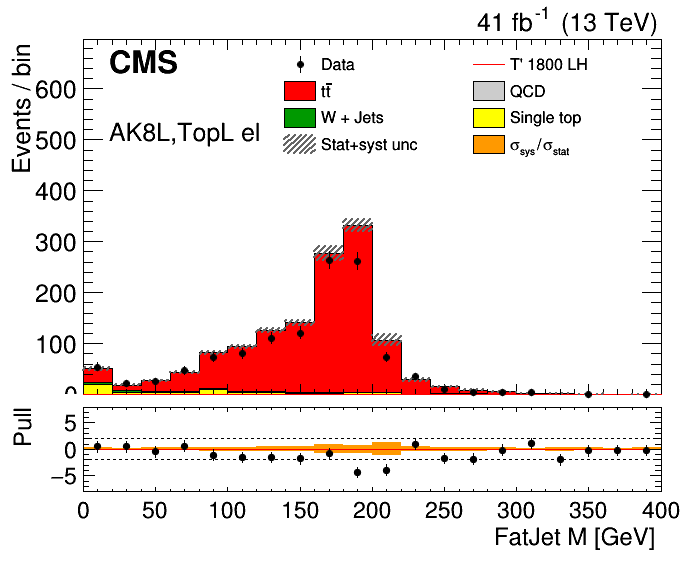 41 fb⁻¹ (13 TeV)
CMS
AK8L,TopL el
Data
T' 1800 LH
tt̄
QCD
W + Jets
Single top
Stat+syst unc
σsys/σstat
Events / bin
600
500
400
300
200
100
0
Pull
5
0
−5
0 50 100 150 200 250 300 350 400
FatJet M [GeV]